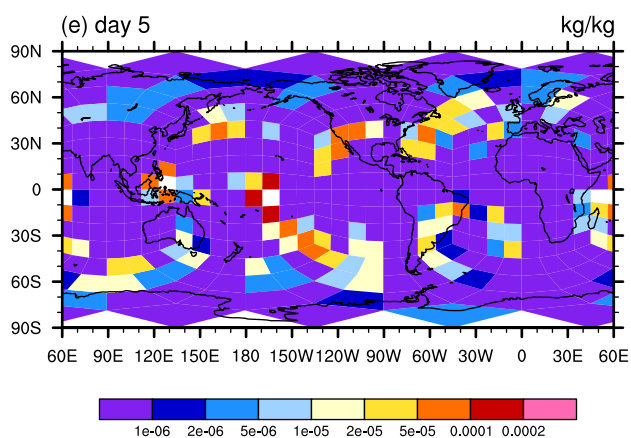 (e) day 5 kg/kg
90N
60N
30N
0
30S
60S
90S
60E 90E 120E 150E 180 150W 120W 90W 60W 30W 0 30E 60E
1e-06 2e-06 5e-06 1e-05 2e-05 5e-05 0.0001 0.0002